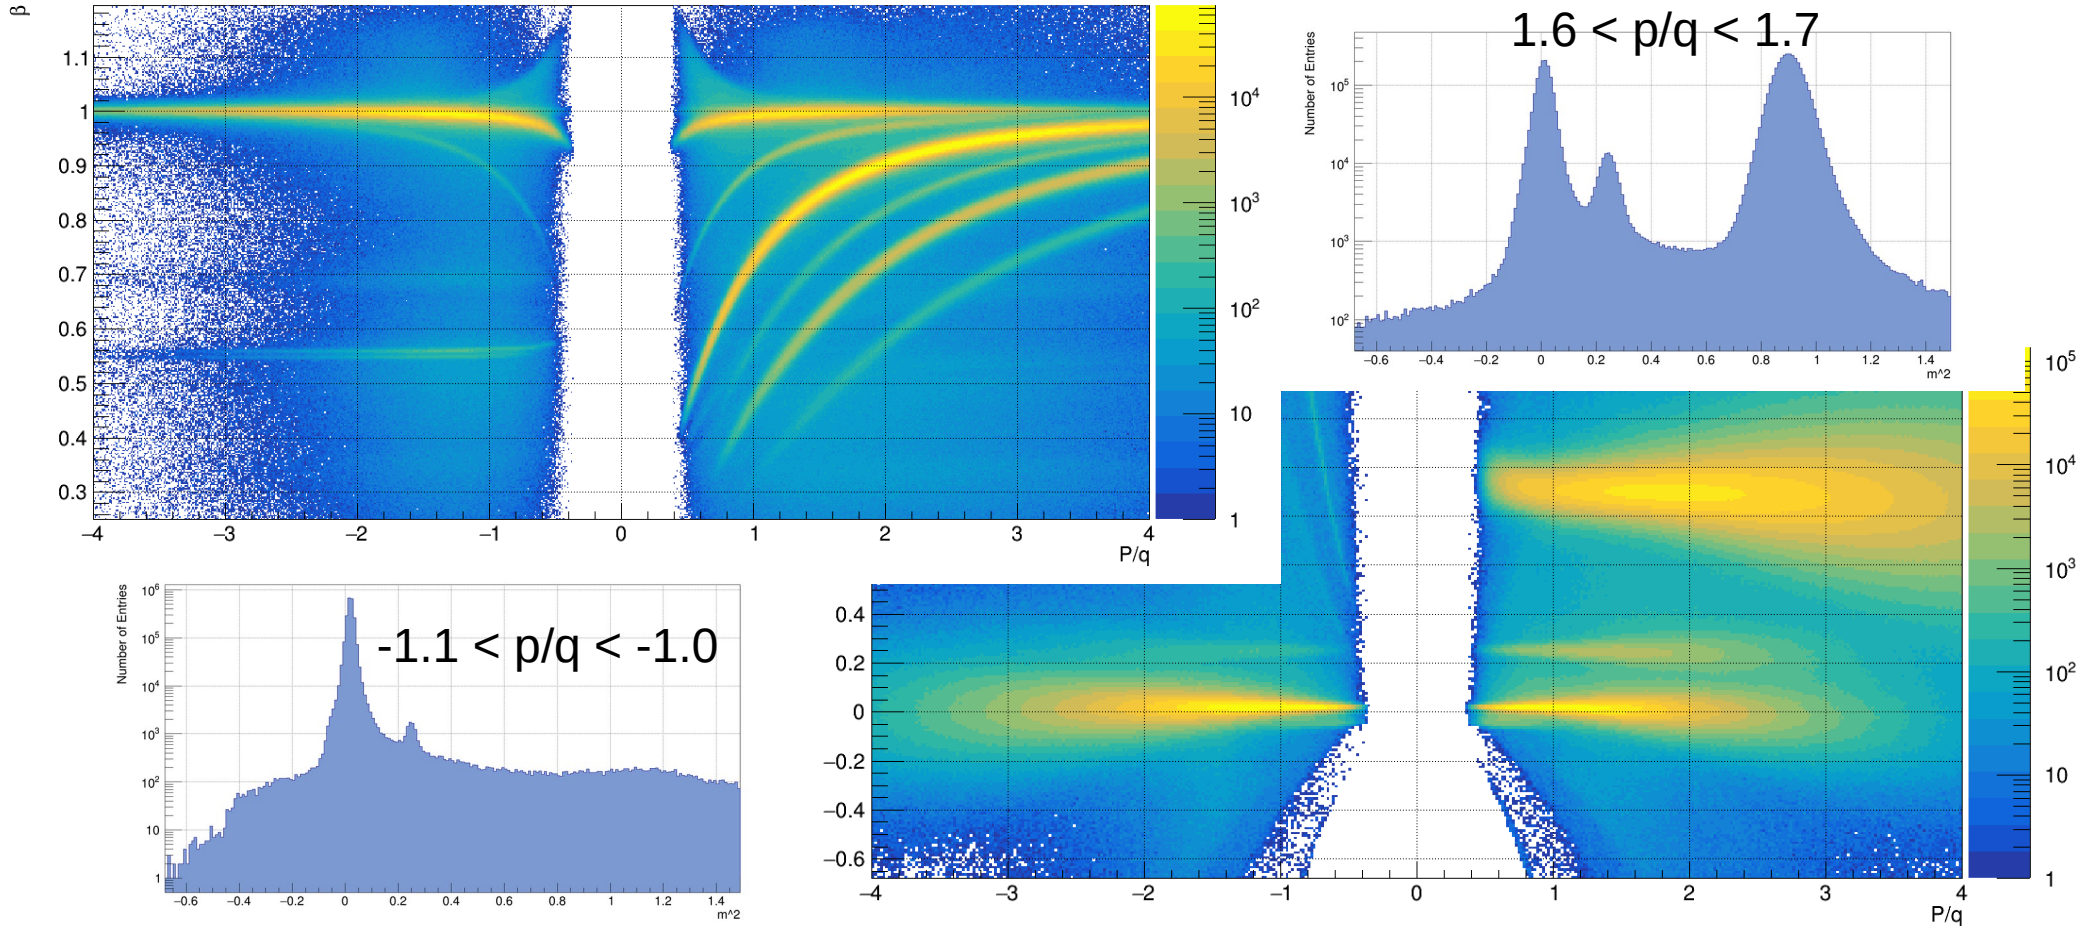 β
1.1
1
0.9
0.8
0.7
0.6
0.5
0.4
0.3
−4 −3 −2 −1 0 1 2 3 4
P/q
10⁴
10³
10²
10
1
1.6 < p/q < 1.7
Number of Entries
10⁵
10⁴
10³
10²
−0.6 −0.4 −0.2 0 0.2 0.4 0.6 0.8 1 1.2 1.4
m^2
-1.1 < p/q < -1.0
Number of Entries
10⁶
10⁵
10⁴
10³
10²
10
1
−0.6 −0.4 −0.2 0 0.2 0.4 0.6 0.8 1 1.2 1.4
m^2
0.4
0.2
0
−0.2
−0.4
−0.6
−4 −3 −2 −1 0 1 2 3 4
P/q
10⁵
10⁴
10³
10²
10
1